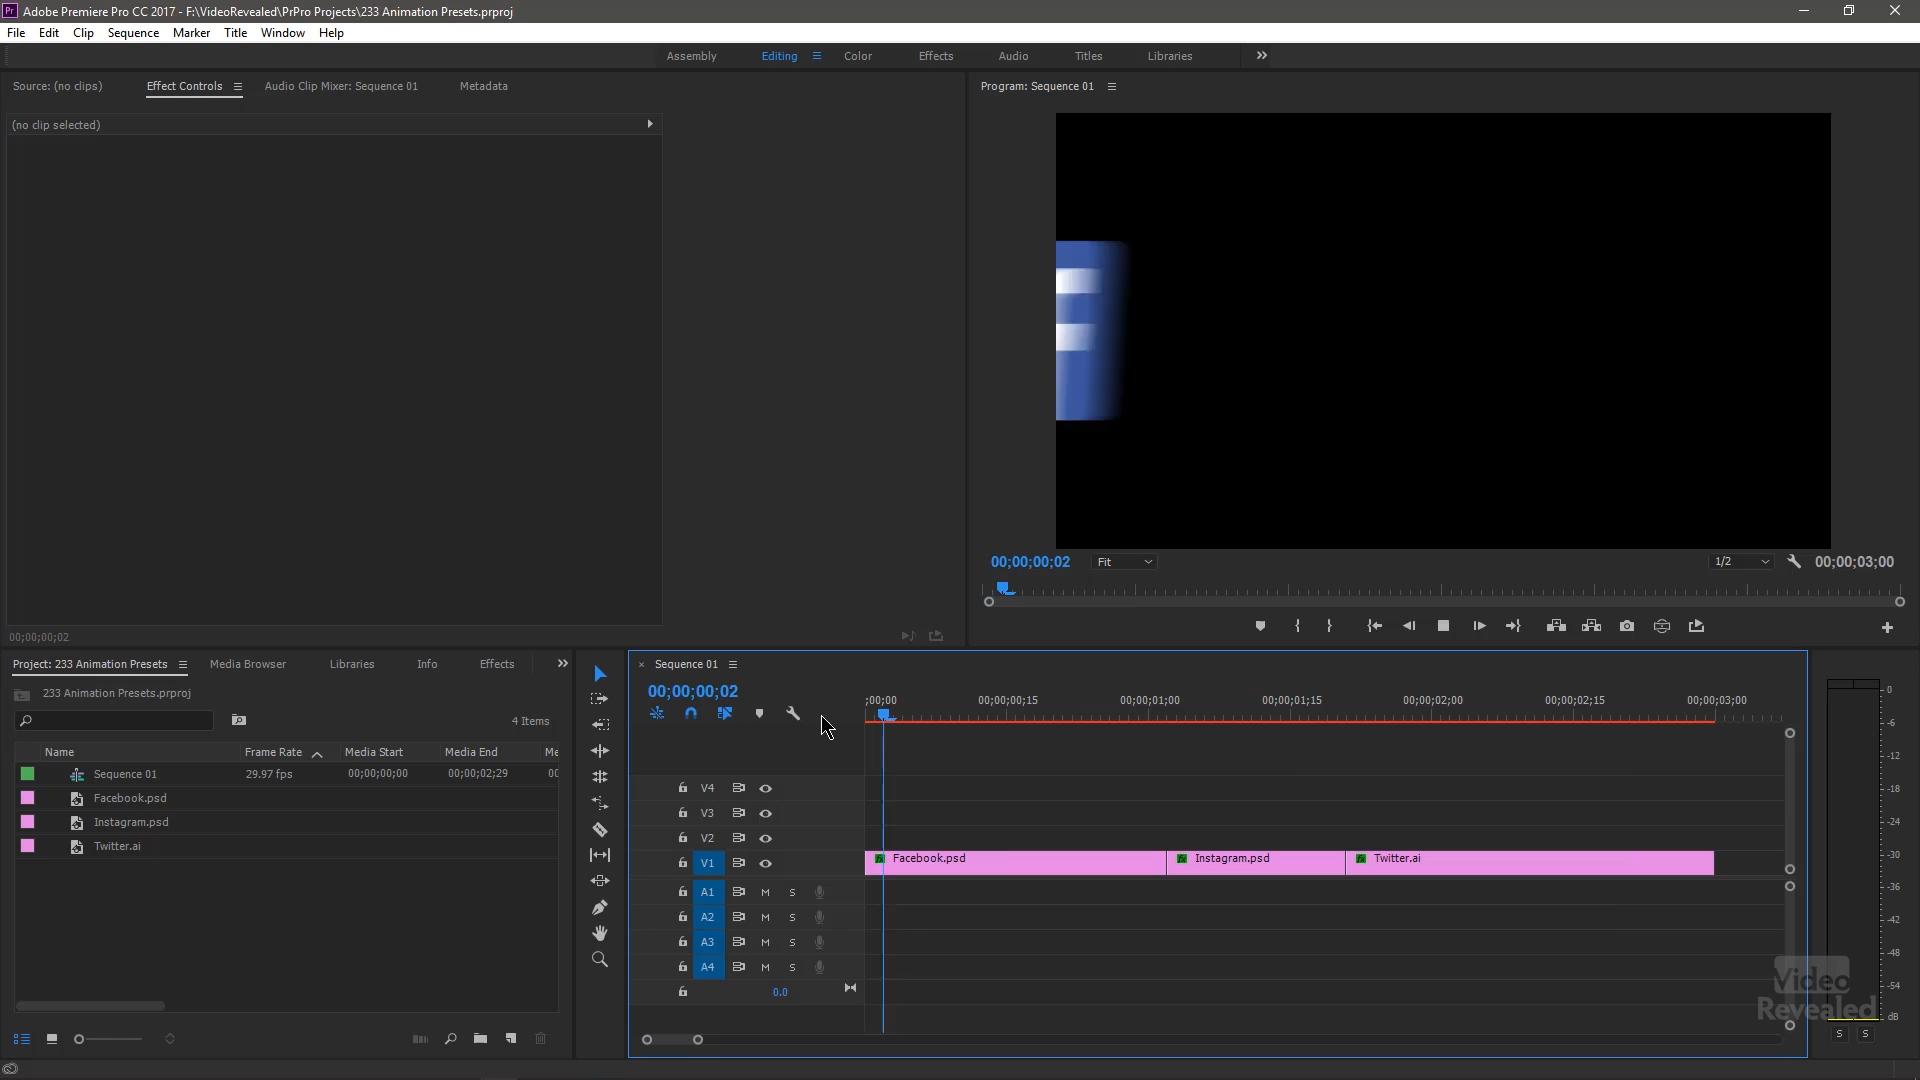 Pr Adobe Premiere Pro CC 2017 - F:\VideoRevealed\PrPro Projects\233 Animation Presets.prproj
File Edit Clip Sequence Marker Title Window Help
Assembly Editing Color Effects Audio Titles Libraries
Source: (no clips) Effect Controls Audio Clip Mixer: Sequence 01 Metadata
Program: Sequence 01
(no clip selected)
00;00;00;02 Fit 1/2 00;00;03;00
00;00;00;02
Project: 233 Animation Presets Media Browser Libraries Info Effects
233 Animation Presets.prproj
4 Items
Name Frame Rate Media Start Media End Me
Sequence 01 29.97 fps 00;00;00;00 00;00;02;29 00
Facebook.psd
Instagram.psd
Twitter.ai
× Sequence 01
00;00;00;02
;00;00 00;00;00;15 00;00;01;00 00;00;01;15 00;00;02;00 00;00;02;15 00;00;03;00
V4
V3
V2
V1 fx Facebook.psd fx Instagram.psd fx Twitter.ai
A1 M S
A2 M S
A3 M S
A4 M S
0.0
0
-6
-12
-18
-24
-30
-36
-42
-48
-54
dB
S S
Video
Revealed